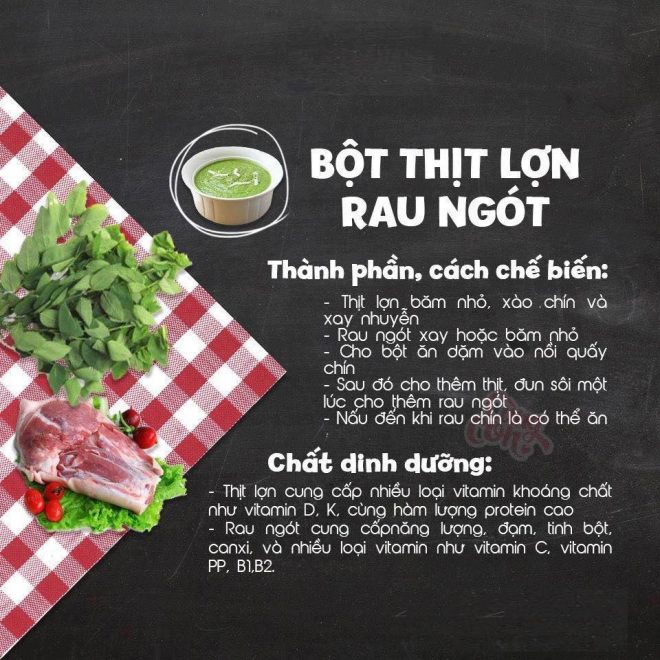 BỘT THỊT LỢN
RAU NGÓT
Thành phần, cách chế biến:
- Thịt lợn băm nhỏ, xào chín và
xay nhuyễn
- Rau ngót xay hoặc băm nhỏ
- Cho bột ăn dặm vào nồi quấy
chín
- Sau đó cho thêm thịt, đun sôi một
lúc cho thêm rau ngót
- Nấu đến khi rau chín là có thể ăn
.
Chất dinh dưỡng:
- Thịt lợn cung cấp nhiều loại vitamin khoáng chất
như vitamin D, K, cùng hàm lượng protein cao
- Rau ngót cung cấpnăng lượng, đạm, tinh bột,
canxi, và nhiều loại vitamin như vitamin C, vitamin
PP, B1,B2.